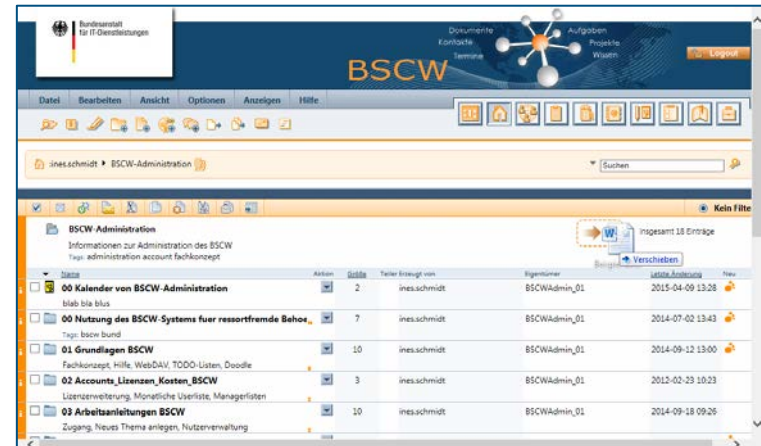 Bundesanstalt
für IT-Dienstleistungen
Dokumente
Kontakte
Termine
Aufgaben
Projekte
Wissen
BSCW
Logout
Datei Bearbeiten Ansicht Optionen Anzeigen Hilfe
:ines.schmidt BSCW-Administration
Suchen
Kein Filte
BSCW-Administration
Informationen zur Administration des BSCW
Tags: administration account fachkonzept
insgesamt 18 Einträge
Verschieben
Name Aktion Größe Teilen Erzeugt von Eigentümer Letzte Änderung Neu
00 Kalender von BSCW-Administration 2 ines.schmidt BSCWAdmin_01 2015-04-09 13:28
blab bla blus
00 Nutzung des BSCW-Systems fuer ressortfremde Behoe 7 ines.schmidt BSCWAdmin_01 2014-07-02 13:43
Tags: bscw bund
01 Grundlagen BSCW 10 ines.schmidt BSCWAdmin_01 2014-09-12 13:00
Fachkonzept, Hilfe, WebDAV, TODO-Listen, Doodle
02 Accounts_Lizenzen_Kosten_BSCW 3 ines.schmidt BSCWAdmin_01 2012-02-23 10:23
Lizenzerweiterung, Monatliche Userliste, Managerlisten
03 Arbeitsanleitungen BSCW 10 ines.schmidt BSCWAdmin_01 2014-09-18 09:26
Zugang, Neues Thema anlegen, Nutzerverwaltung